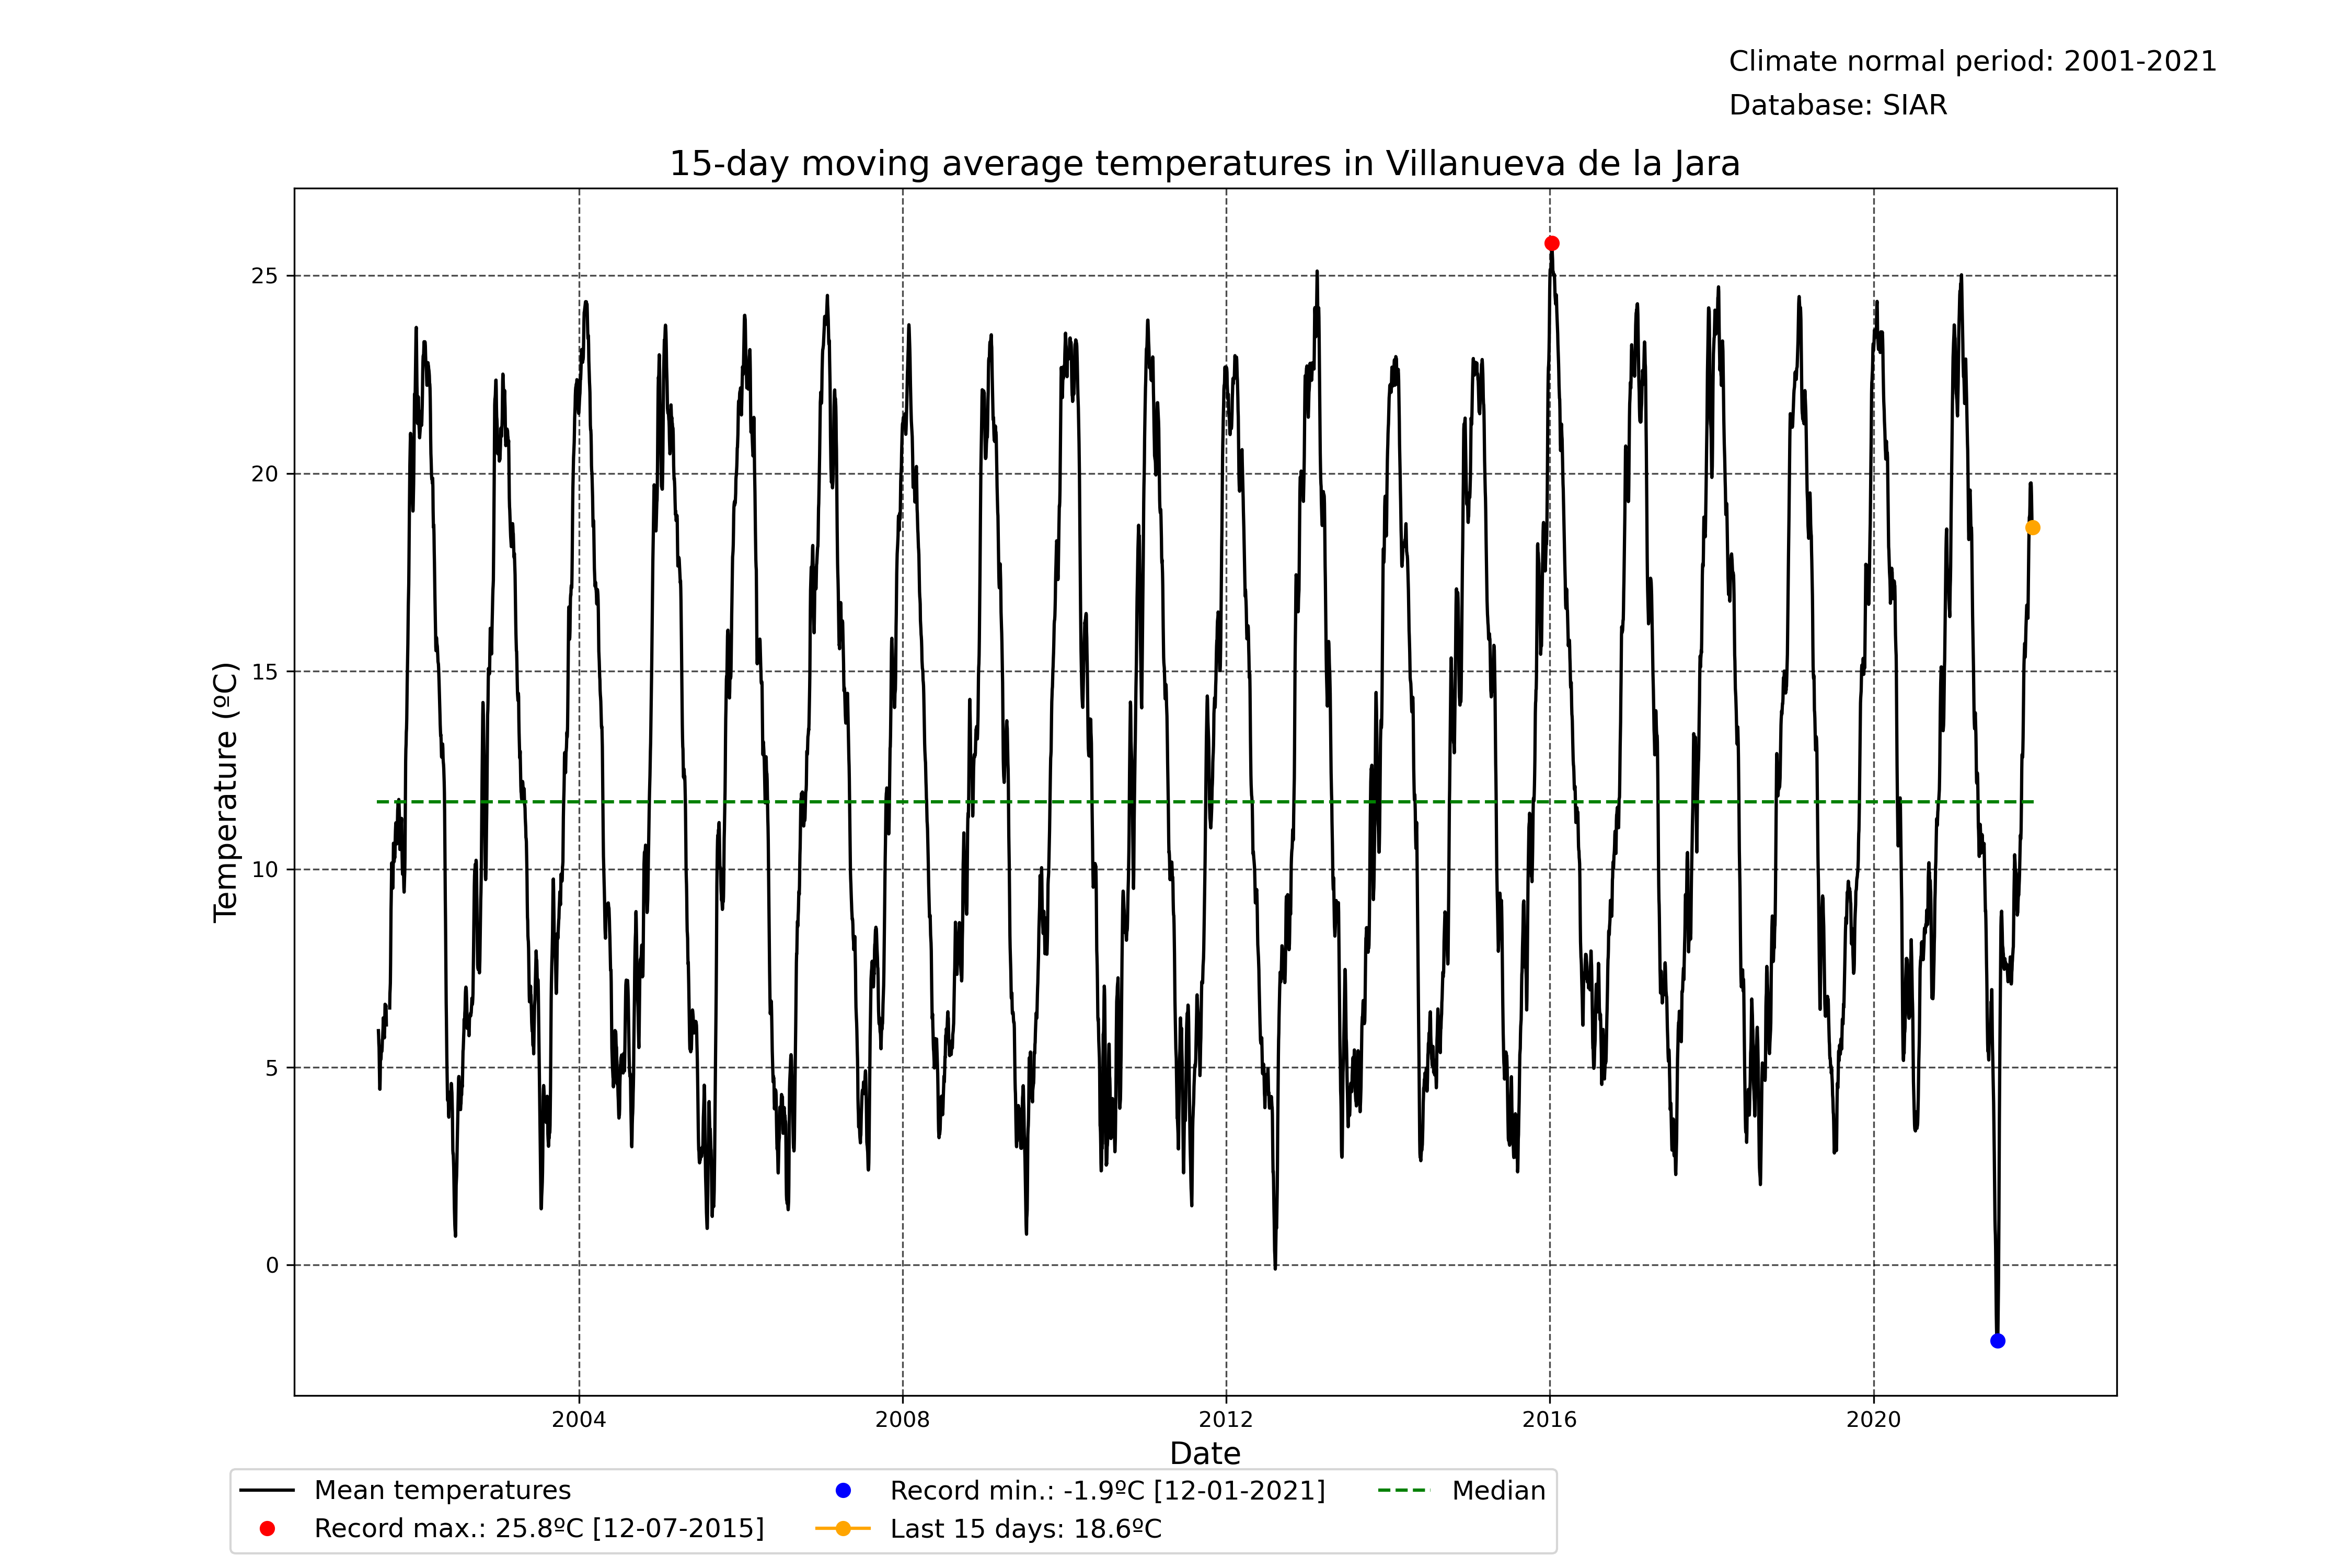 Climate normal period: 2001-2021
Database: SIAR
15-day moving average temperatures in Villanueva de la Jara
25
20
15
10
5
0
Temperature (ºC)
2004 2008 2012 2016 2020
Date
Mean temperatures
Record max.: 25.8ºC [12-07-2015]
Record min.: -1.9ºC [12-01-2021]
Last 15 days: 18.6ºC
Median